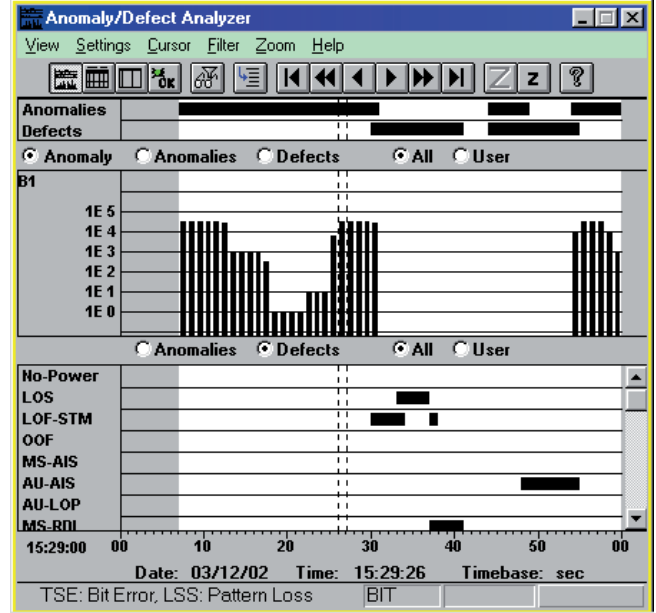 Anomaly/Defect Analyzer
View Settings Cursor Filter Zoom Help
OK Z z ?
Anomalies
Defects
Anomaly Anomalies Defects All User
B1
1E 5
1E 4
1E 3
1E 2
1E 1
1E 0
Anomalies Defects All User
No-Power
LOS
LOF-STM
OOF
MS-AIS
AU-AIS
AU-LOP
MS-RDI
15:29:00 00 10 20 30 40 50 00
Date: 03/12/02 Time: 15:29:26 Timebase: sec
TSE: Bit Error, LSS: Pattern Loss BIT